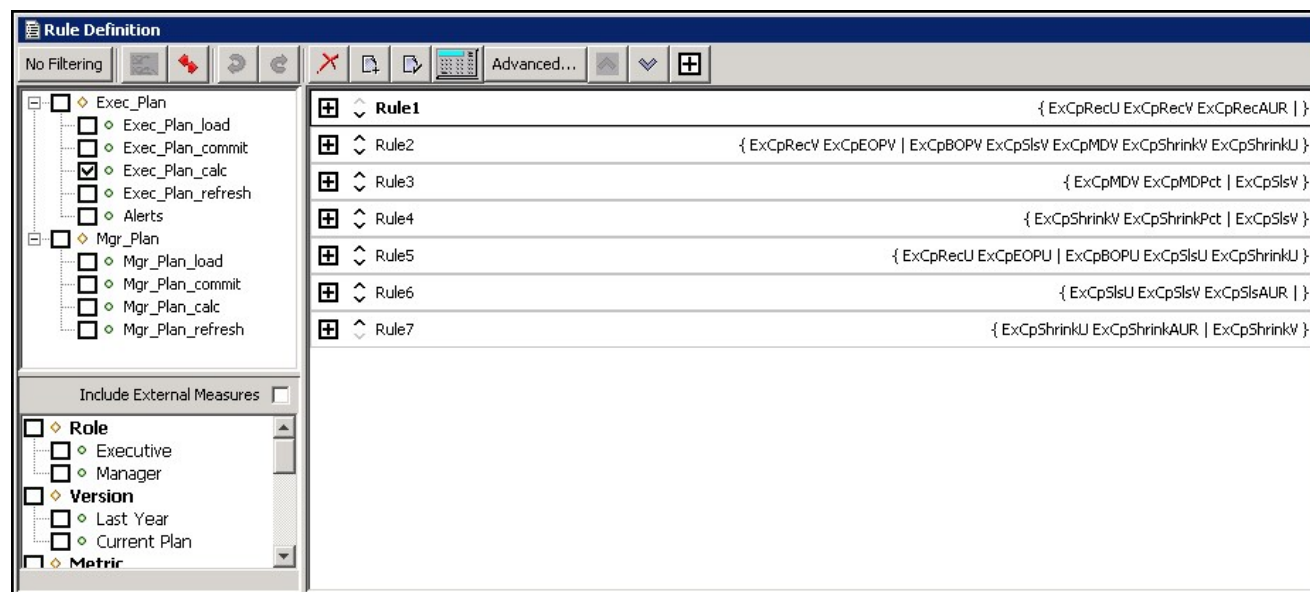 Rule Definition
No Filtering
Advanced...
Exec_Plan
Exec_Plan_load
Exec_Plan_commit
Exec_Plan_calc
Exec_Plan_refresh
Alerts
Mgr_Plan
Mgr_Plan_load
Mgr_Plan_commit
Mgr_Plan_calc
Mgr_Plan_refresh
Include External Measures
Role
Executive
Manager
Version
Last Year
Current Plan
Metric
Rule1 { ExCpRecU ExCpRecV ExCpRecAUR | }
Rule2 { ExCpRecV ExCpEOPV | ExCpBOPV ExCpSlsV ExCpMDV ExCpShrinkV ExCpShrinkU }
Rule3 { ExCpMDV ExCpMDPct | ExCpSlsV }
Rule4 { ExCpShrinkV ExCpShrinkPct | ExCpSlsV }
Rule5 { ExCpRecU ExCpEOPU | ExCpBOPU ExCpSlsU ExCpShrinkU }
Rule6 { ExCpSlsU ExCpSlsV ExCpSlsAUR | }
Rule7 { ExCpShrinkU ExCpShrinkAUR | ExCpShrinkV }